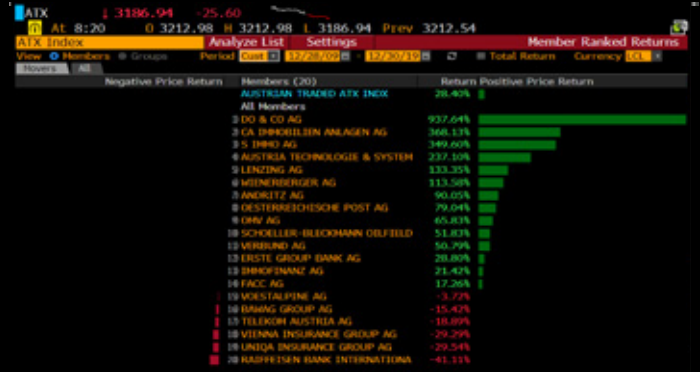 ATX ↓ 3186.94 -25.60
At 8:20 O 3212.98 H 3212.98 L 3186.94 Prev 3212.54
ATX Index Analyze List Settings Member Ranked Returns
View Members Groups Period Cust 12/28/09 - 12/30/19 Total Return Currency LCL
Movers All
Negative Price Return Members (20) Return Positive Price Return
AUSTRIAN TRADED ATX INDX 28.40%
All Members
1) DO & CO AG 937.64%
2) CA IMMOBILIEN ANLAGEN AG 368.13%
3) S IMMO AG 349.60%
4) AUSTRIA TECHNOLOGIE & SYSTEM 237.10%
5) LENZING AG 133.35%
6) WIENERBERGER AG 113.58%
7) ANDRITZ AG 90.05%
8) OESTERREICHISCHE POST AG 79.04%
9) OMV AG 65.83%
10) SCHOELLER-BLECKMANN OILFIELD 51.83%
11) VERBUND AG 50.79%
12) ERSTE GROUP BANK AG 28.80%
13) IMMOFINANZ AG 21.42%
14) FACC AG 17.26%
15) VOESTALPINE AG -3.72%
16) BAWAG GROUP AG -15.42%
17) TELEKOM AUSTRIA AG -18.89%
18) VIENNA INSURANCE GROUP AG -29.29%
19) UNIQA INSURANCE GROUP AG -29.54%
20) RAIFFEISEN BANK INTERNATIONA -41.11%